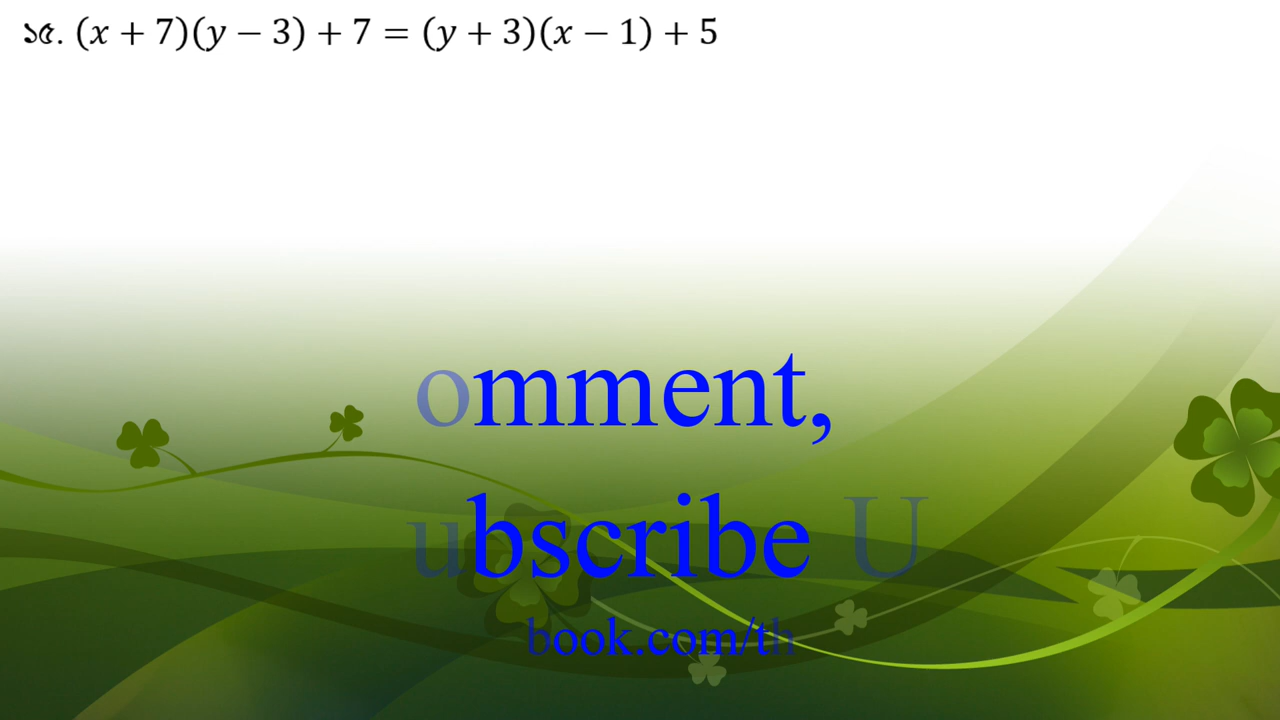 ১৫. (x + 7)(y − 3) + 7 = (y + 3)(x − 1) + 5
omment,
ubscribe U
book.com/th